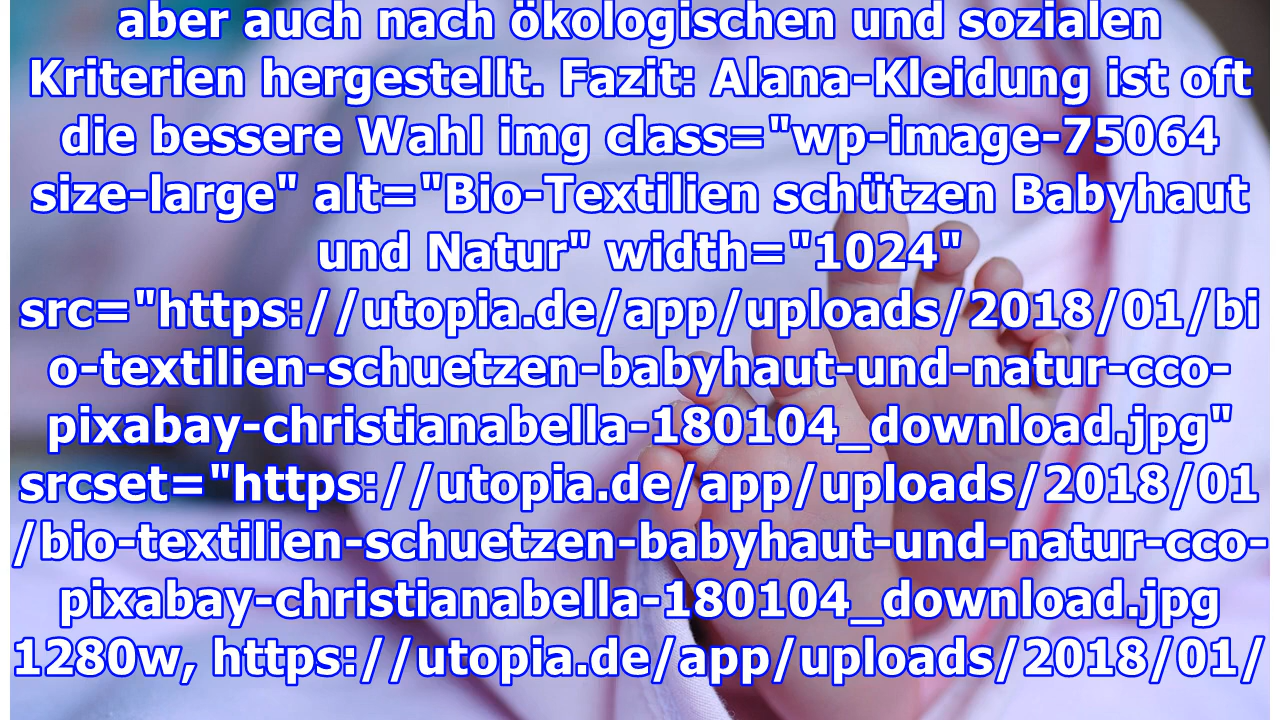 aber auch nach ökologischen und sozialen
Kriterien hergestellt. Fazit: Alana-Kleidung ist oft
die bessere Wahl img class="wp-image-75064
size-large" alt="Bio-Textilien schützen Babyhaut
und Natur" width="1024"
src="https://utopia.de/app/uploads/2018/01/bi
o-textilien-schuetzen-babyhaut-und-natur-cco-
pixabay-christianabella-180104_download.jpg"
srcset="https://utopia.de/app/uploads/2018/01
/bio-textilien-schuetzen-babyhaut-und-natur-cco-
pixabay-christianabella-180104_download.jpg
1280w, https://utopia.de/app/uploads/2018/01/